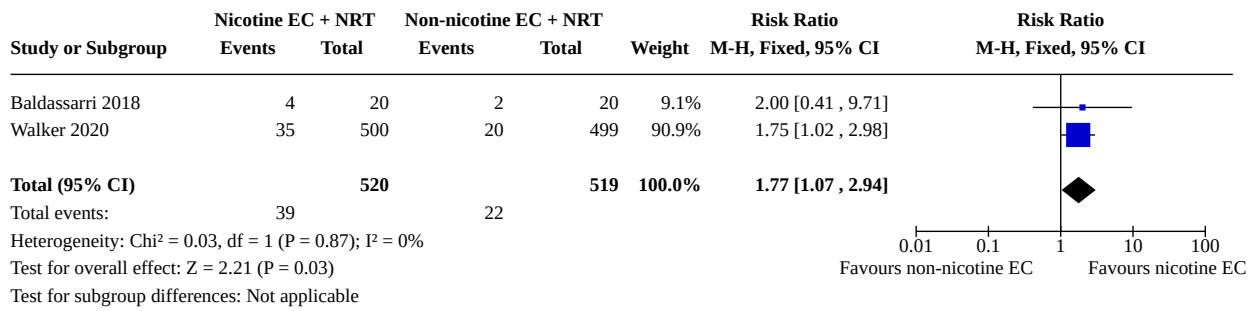 Nicotine EC + NRT Non-nicotine EC + NRT Risk Ratio Risk Ratio
Study or Subgroup Events Total Events Total Weight M-H, Fixed, 95% CI M-H, Fixed, 95% CI
Baldassarri 2018 4 20 2 20 9.1% 2.00 [0.41 , 9.71]
Walker 2020 35 500 20 499 90.9% 1.75 [1.02 , 2.98]
Total (95% CI) 520 519 100.0% 1.77 [1.07 , 2.94]
Total events: 39 22
Heterogeneity: Chi² = 0.03, df = 1 (P = 0.87); I² = 0%
0.01 0.1 1 10 100
Test for overall effect: Z = 2.21 (P = 0.03)
Favours non-nicotine EC Favours nicotine EC
Test for subgroup differences: Not applicable